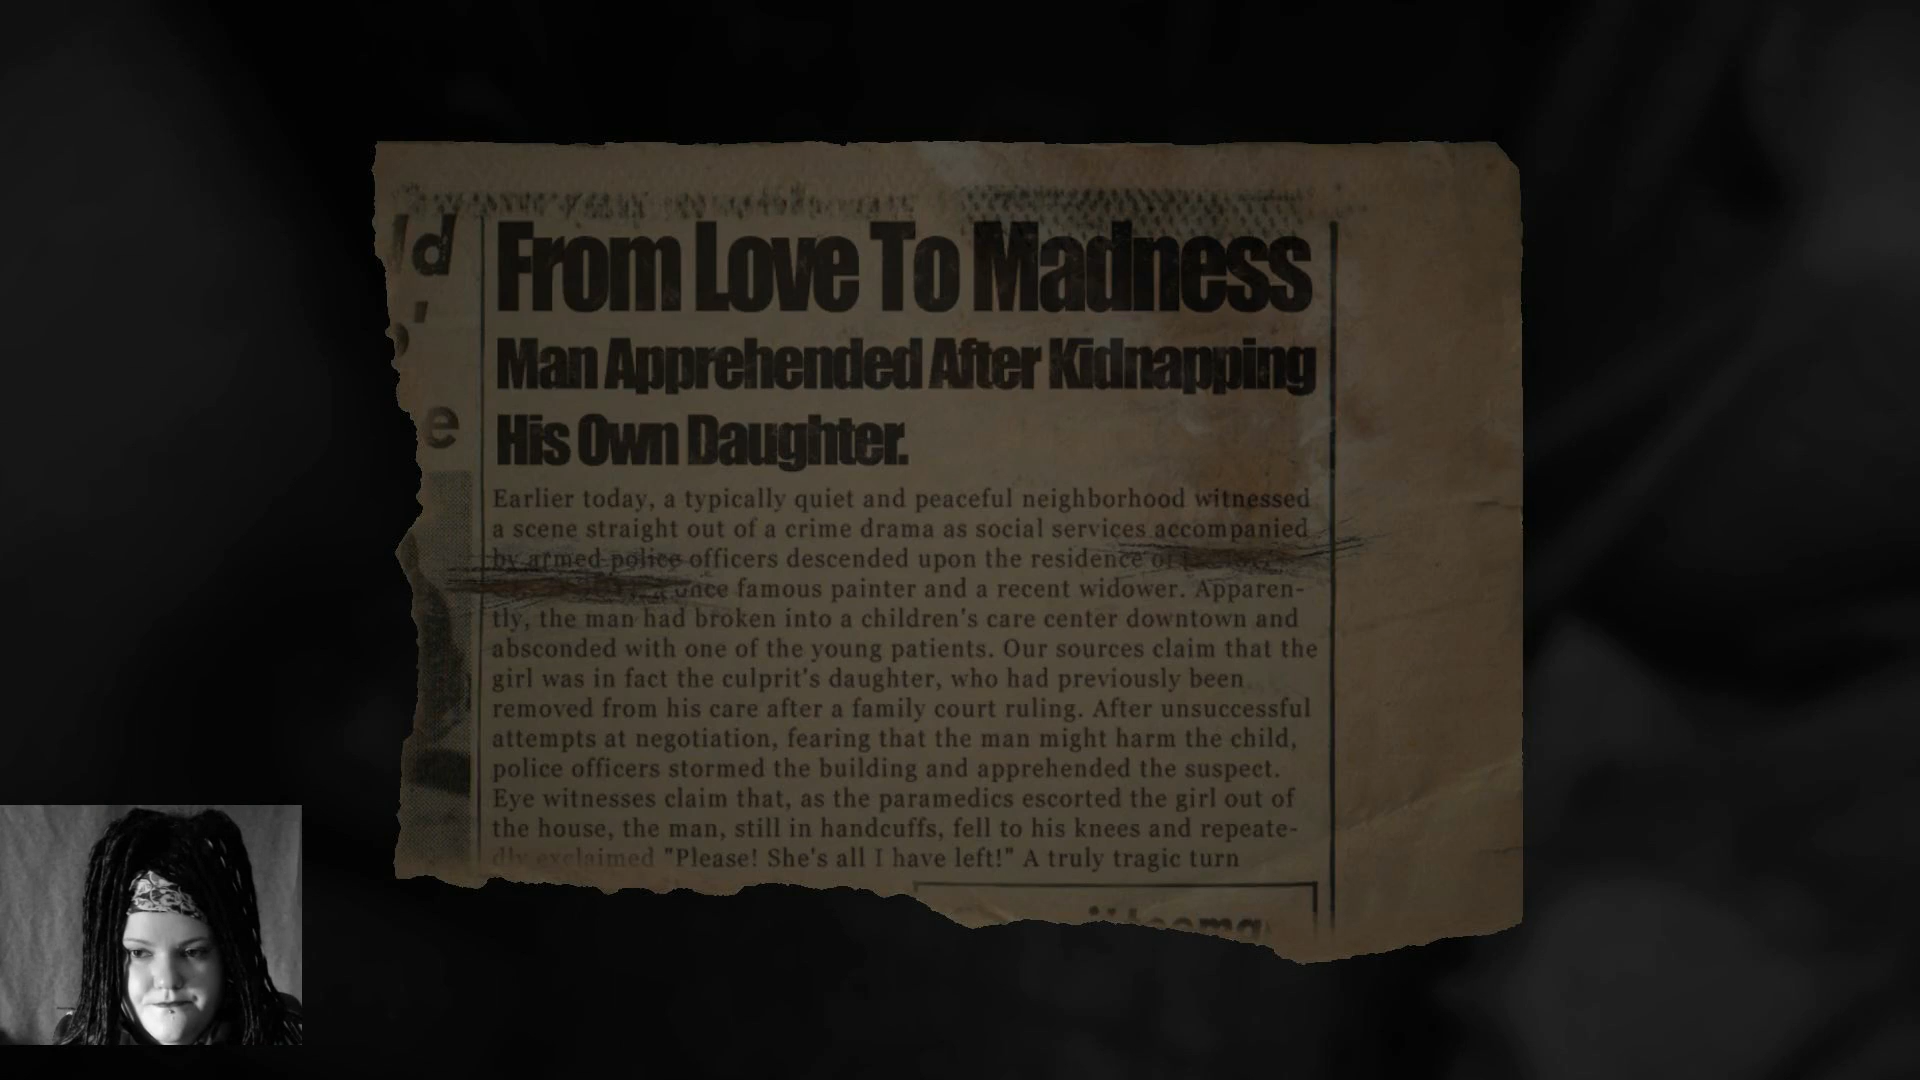 ld
e
From Love To Madness
Man Apprehended After Kidnapping
His Own Daughter.
Earlier today, a typically quiet and peaceful neighborhood witnessed
a scene straight out of a crime drama as social services accompanied
by armed police officers descended upon the residence of
a once famous painter and a recent widower. Apparen-
tly, the man had broken into a children's care center downtown and
absconded with one of the young patients. Our sources claim that the
girl was in fact the culprit's daughter, who had previously been
removed from his care after a family court ruling. After unsuccessful
attempts at negotiation, fearing that the man might harm the child,
police officers stormed the building and apprehended the suspect.
Eye witnesses claim that, as the paramedics escorted the girl out of
the house, the man, still in handcuffs, fell to his knees and repeate-
dly exclaimed "Please! She's all I have left!" A truly tragic turn